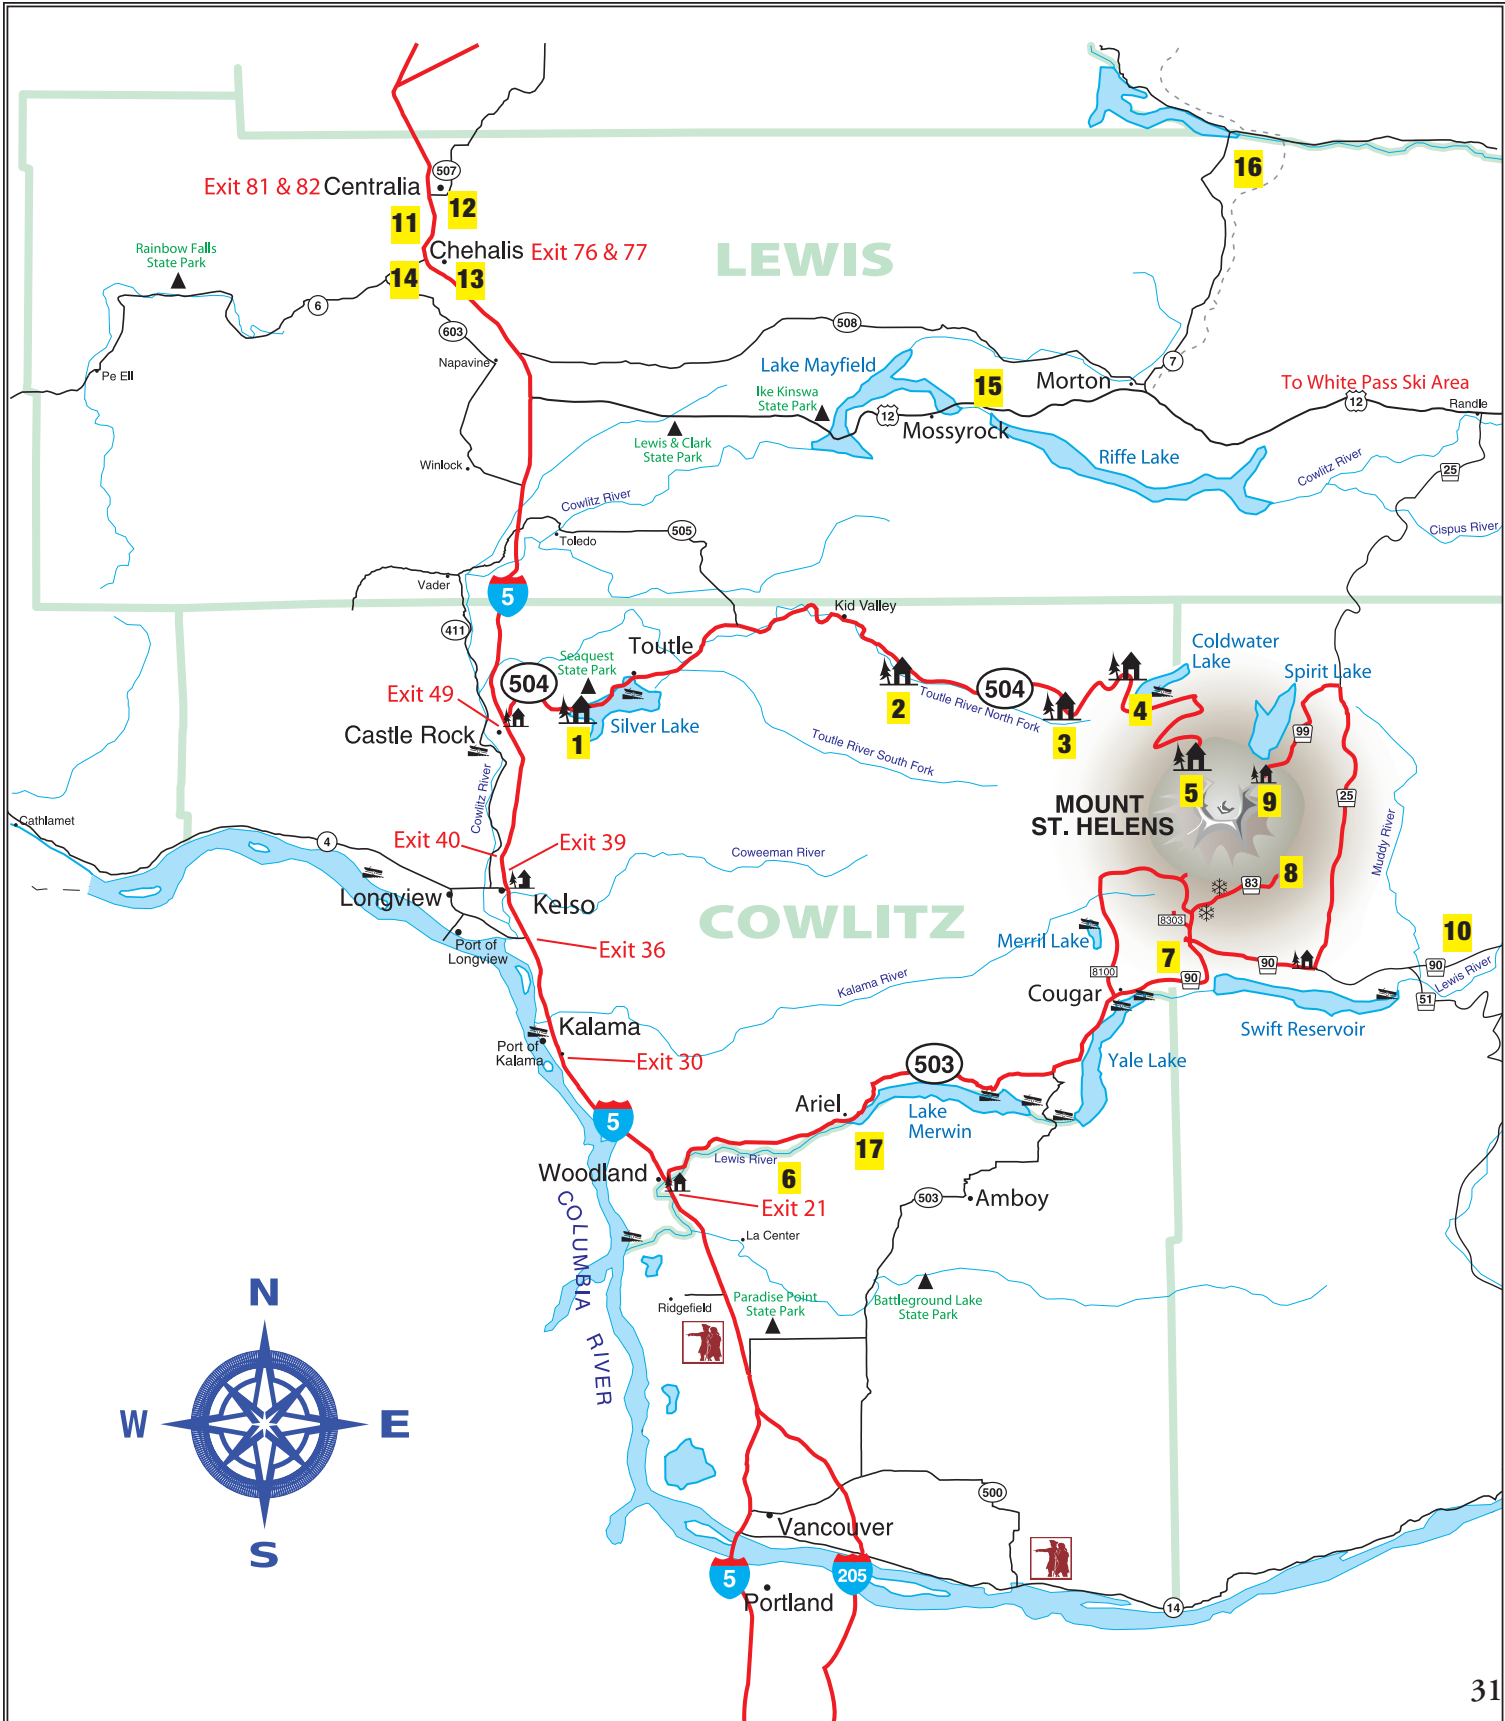 507
Exit 81 & 82 Centralia
16
12
11
Rainbow Falls
State Park
Chehalis Exit 76 & 77
LEWIS
14
13
6
603
508
Napavine
Lake Mayfield
7
Pe Ell
15
Morton
To White Pass Ski Area
Ike Kinswa
State Park
12
12
Randle
Mossyrock
Lewis & Clark
State Park
Riffe Lake
Winlock
Cowlitz River
25
Cowlitz River
505
Cispus River
Toledo
Vader
5
Kid Valley
411
Toutle
Coldwater
Lake
Seaquest
State Park
Spirit Lake
504
504
Exit 49
2
Toutle River North Fork
4
Silver Lake
Castle Rock
1
3
99
Toutle River South Fork
5
9
25
MOUNT
ST. HELENS
Cowlitz River
Cathlamet
4
Exit 40
Exit 39
Coweeman River
Muddy River
8
83
Longview
Kelso
COWLITZ
8303
Port of
Longview
Exit 36
Merril Lake
10
7
90
90
Kalama River
8100
90
Lewis River
Cougar
51
Kalama
Swift Reservoir
Port of
Kalama
Exit 30
503
Yale Lake
Ariel
Lake
Merwin
5
17
Lewis River
Woodland
6
503
Amboy
Exit 21
COLUMBIA RIVER
La Center
N
Paradise Point
State Park
Battleground Lake
State Park
Ridgefield
W
E
500
Vancouver
S
5
205
Portland
14
31